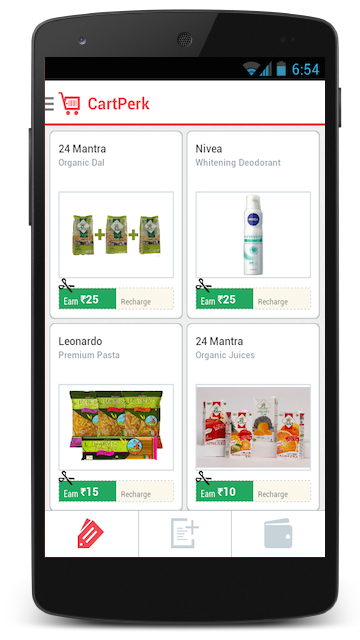 6:54
CartPerk
24 Mantra
Organic Dal
Nivea
Whitening Deodorant
NIVEA
Earn ₹25
Recharge
Earn ₹25
Recharge
Leonardo
Premium Pasta
24 Mantra
Organic Juices
Earn ₹15
Recharge
Earn ₹10
Recharge